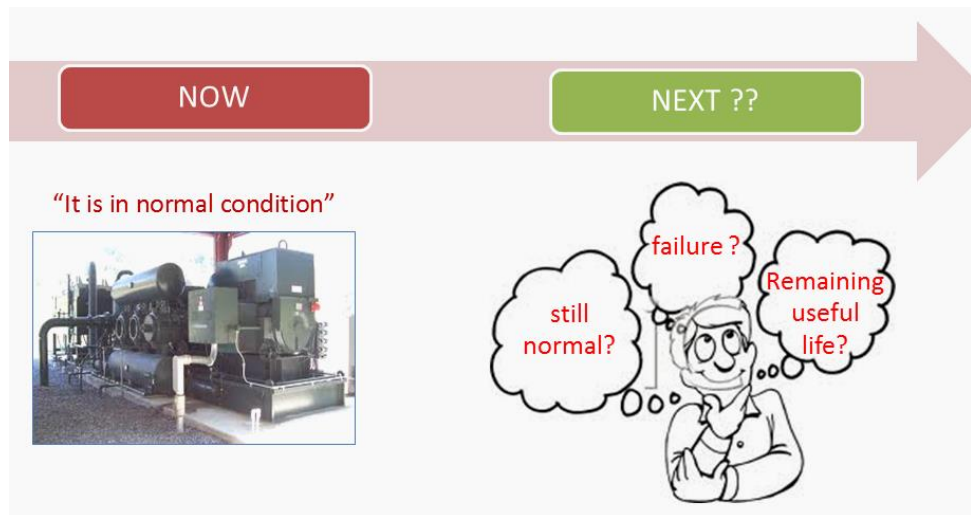 NOW
NEXT ??
“It is in normal condition”
still
normal?
failure ?
Remaining
useful
life?